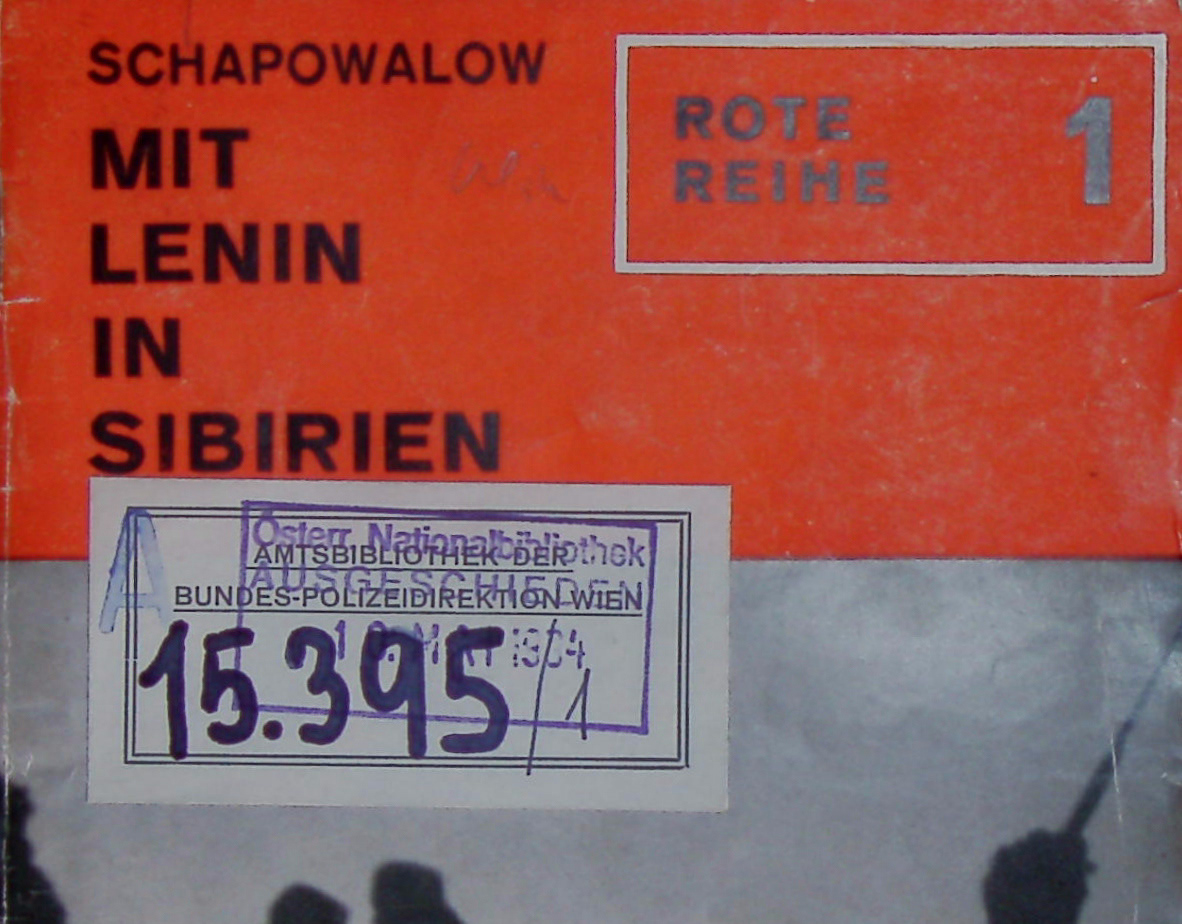 SCHAPOWALOW
MIT
LENIN
IN
SIBIRIEN
ROTE
REIHE
1
A
Österr. Nationalbibliothek
AUSGESCHIEDEN
AMTSBIBLIOTHEK DER
BUNDES-POLIZEIDIREKTION WIEN
15.395/1